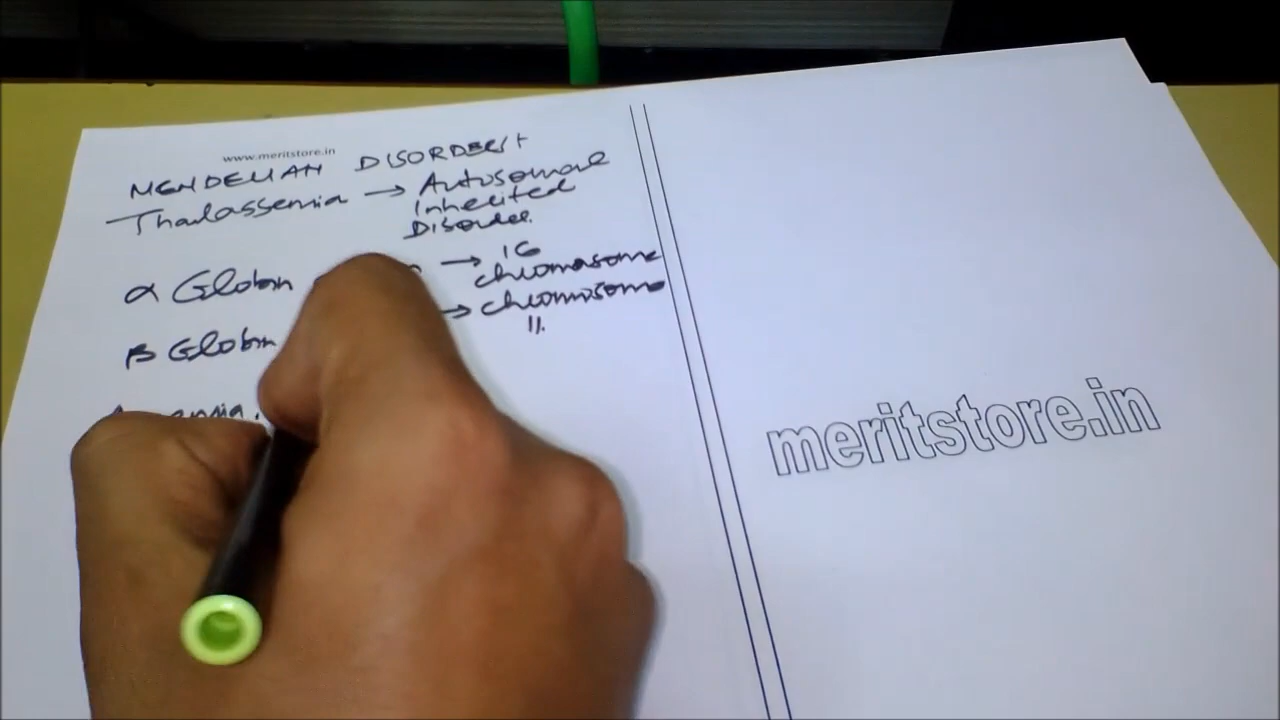 www.meritstore.in
MENDELIAN DISORDERS
Thalassemia → Autosomal
Inherited
Disorder.
α Globin → 16
chromosome
β Globin → chromosome
11.
meritstore.in